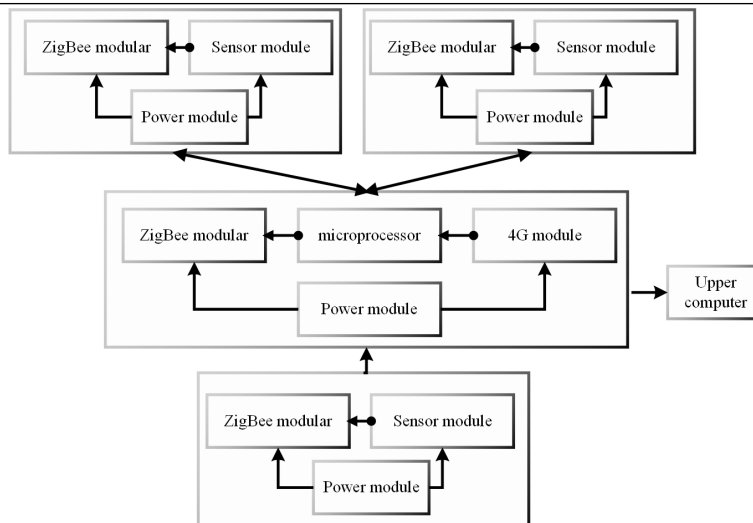 ZigBee modular
Sensor module
Power module
ZigBee modular
Sensor module
Power module
ZigBee modular
microprocessor
4G module
Power module
Upper
computer
ZigBee modular
Sensor module
Power module